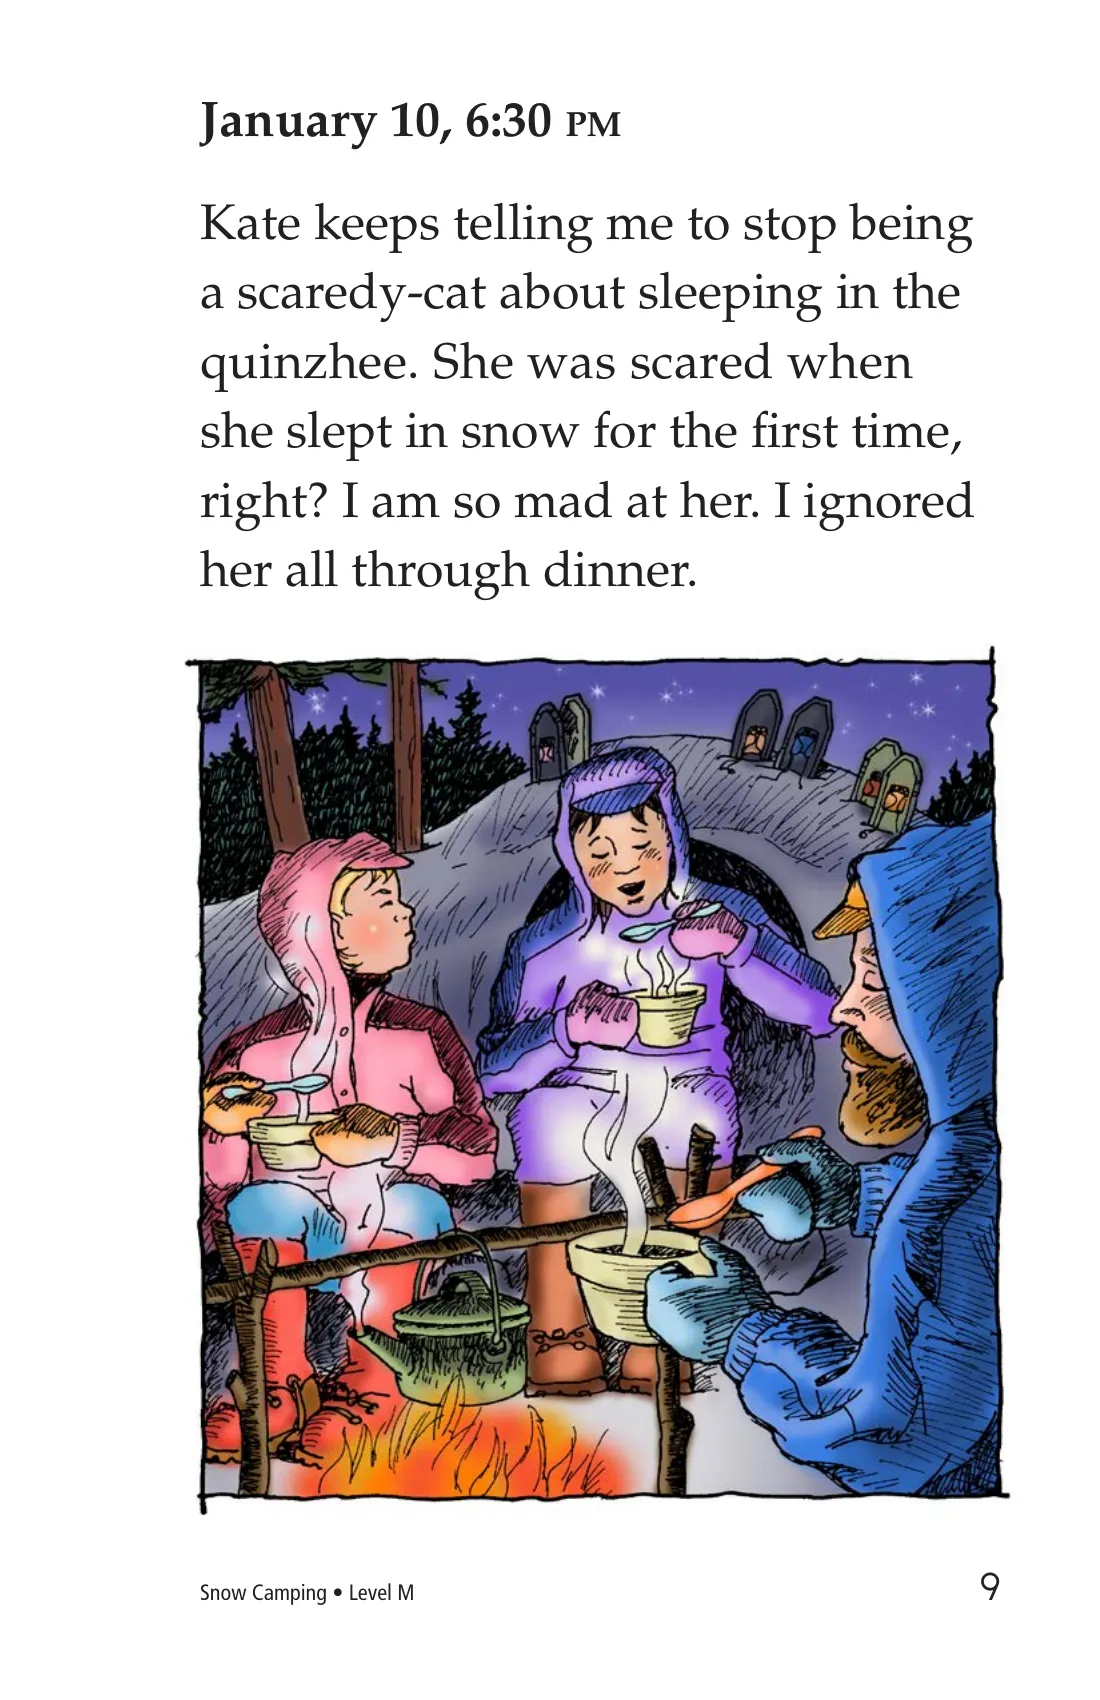 January 10, 6:30 PM
Kate keeps telling me to stop being
a scaredy-cat about sleeping in the
quinzhee. She was scared when
she slept in snow for the first time,
right? I am so mad at her. I ignored
her all through dinner.
Snow Camping • Level M
9